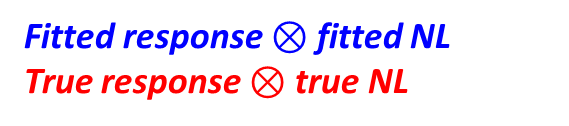 Fitted response ⊗ fitted NL
True response ⊗ true NL